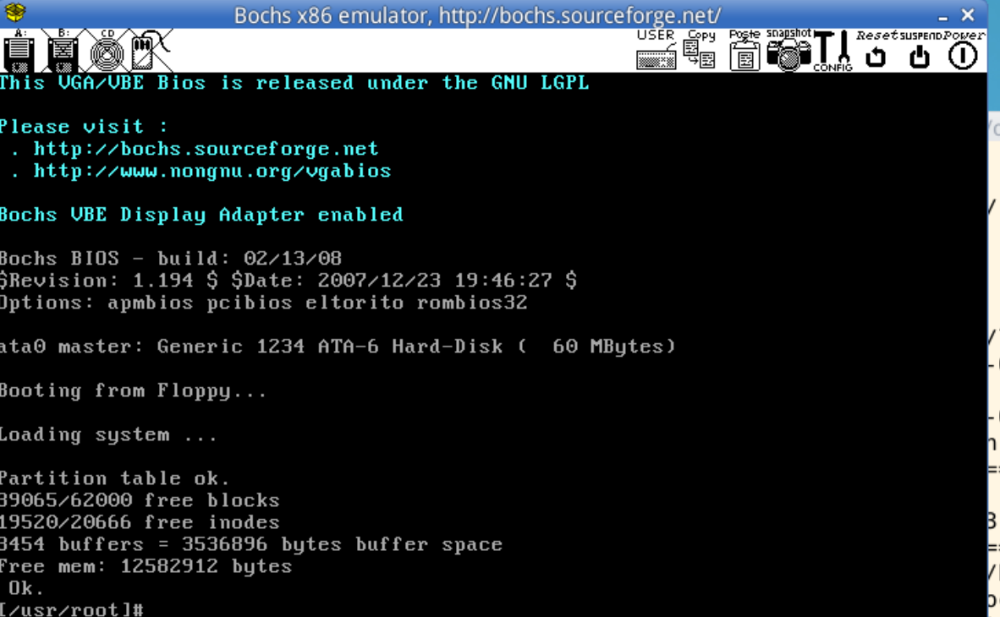 Bochs x86 emulator, http://bochs.sourceforge.net/
A: B: CD USER Copy Paste snapshot CONFIG Reset SUSPEND Power
This VGA/VBE Bios is released under the GNU LGPL
Please visit :
. http://bochs.sourceforge.net
. http://www.nongnu.org/vgabios
Bochs VBE Display Adapter enabled
Bochs BIOS - build: 02/13/08
$Revision: 1.194 $ $Date: 2007/12/23 19:46:27 $
Options: apmbios pcibios eltorito rombios32
ata0 master: Generic 1234 ATA-6 Hard-Disk (  60 MBytes)
Booting from Floppy...
Loading system ...
Partition table ok.
39065/62000 free blocks
19520/20666 free inodes
3454 buffers = 3536896 bytes buffer space
Free mem: 12582912 bytes
Ok.
[/usr/root]#